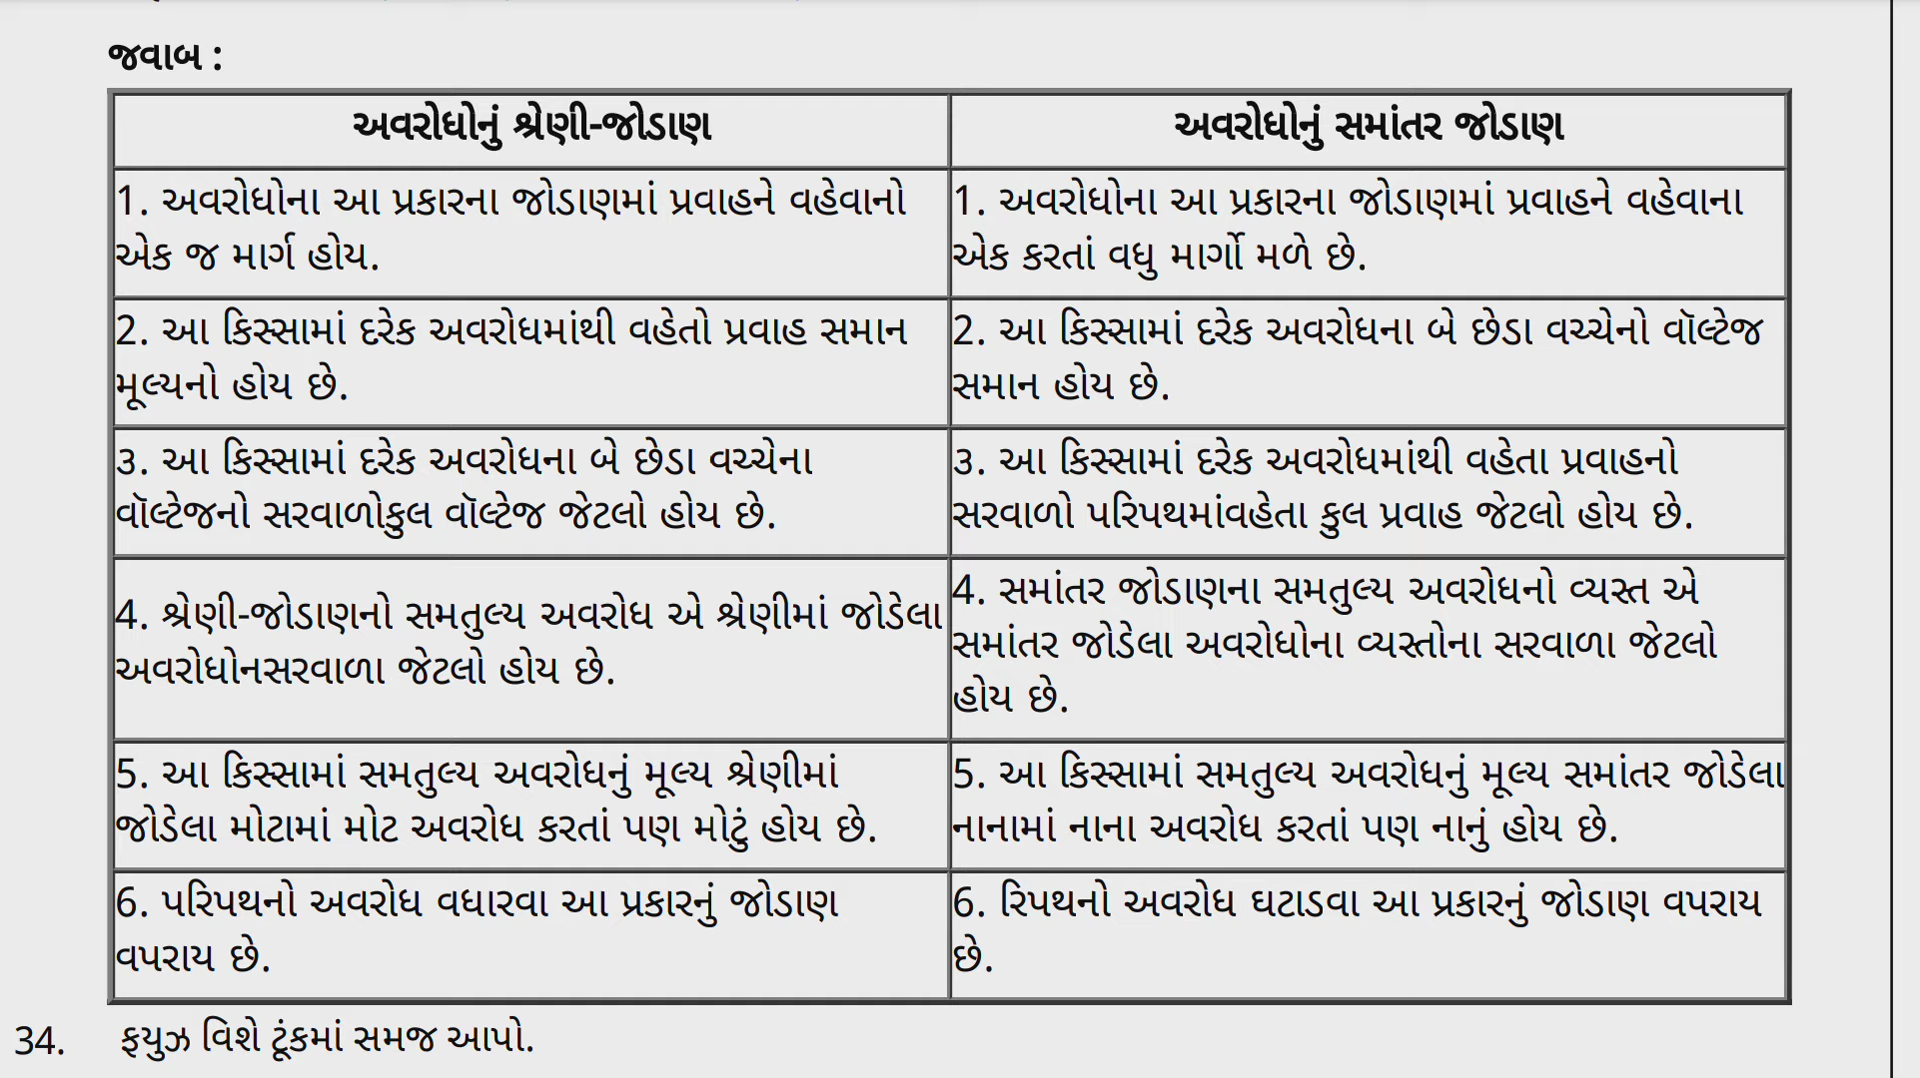 જવાબ :
અવરોધોનું શ્રેણી-જોડાણ
અવરોધોનું સમાંતર જોડાણ
1. અવરોધોના આ પ્રકારના જોડાણમાં પ્રવાહને વહેવાનો
એક જ માર્ગ હોય.
1. અવરોધોના આ પ્રકારના જોડાણમાં પ્રવાહને વહેવાના
એક કરતાં વધુ માર્ગો મળે છે.
2. આ કિસ્સામાં દરેક અવરોધમાંથી વહેતો પ્રવાહ સમાન
મૂલ્યનો હોય છે.
2. આ કિસ્સામાં દરેક અવરોધના બે છેડા વચ્ચેનો વૉલ્ટેજ
સમાન હોય છે.
૩. આ કિસ્સામાં દરેક અવરોધના બે છેડા વચ્ચેના
વૉલ્ટેજનો સરવાળોકુલ વૉલ્ટેજ જેટલો હોય છે.
૩. આ કિસ્સામાં દરેક અવરોધમાંથી વહેતા પ્રવાહનો
સરવાળો પરિપથમાંવહેતા કુલ પ્રવાહ જેટલો હોય છે.
4. શ્રેણી-જોડાણનો સમતુલ્ય અવરોધ એ શ્રેણીમાં જોડેલા
અવરોધોનસરવાળા જેટલો હોય છે.
4. સમાંતર જોડાણના સમતુલ્ય અવરોધનો વ્યસ્ત એ
સમાંતર જોડેલા અવરોધોના વ્યસ્તોના સરવાળા જેટલો
હોય છે.
5. આ કિસ્સામાં સમતુલ્ય અવરોધનું મૂલ્ય શ્રેણીમાં
જોડેલા મોટામાં મોટ અવરોધ કરતાં પણ મોટું હોય છે.
5. આ કિસ્સામાં સમતુલ્ય અવરોધનું મૂલ્ય સમાંતર જોડેલા
નાનામાં નાના અવરોધ કરતાં પણ નાનું હોય છે.
6. પરિપથનો અવરોધ વધારવા આ પ્રકારનું જોડાણ
વપરાય છે.
6. રિપથનો અવરોધ ઘટાડવા આ પ્રકારનું જોડાણ વપરાય
છે.
34. ફયુઝ વિશે ટૂંકમાં સમજ આપો.